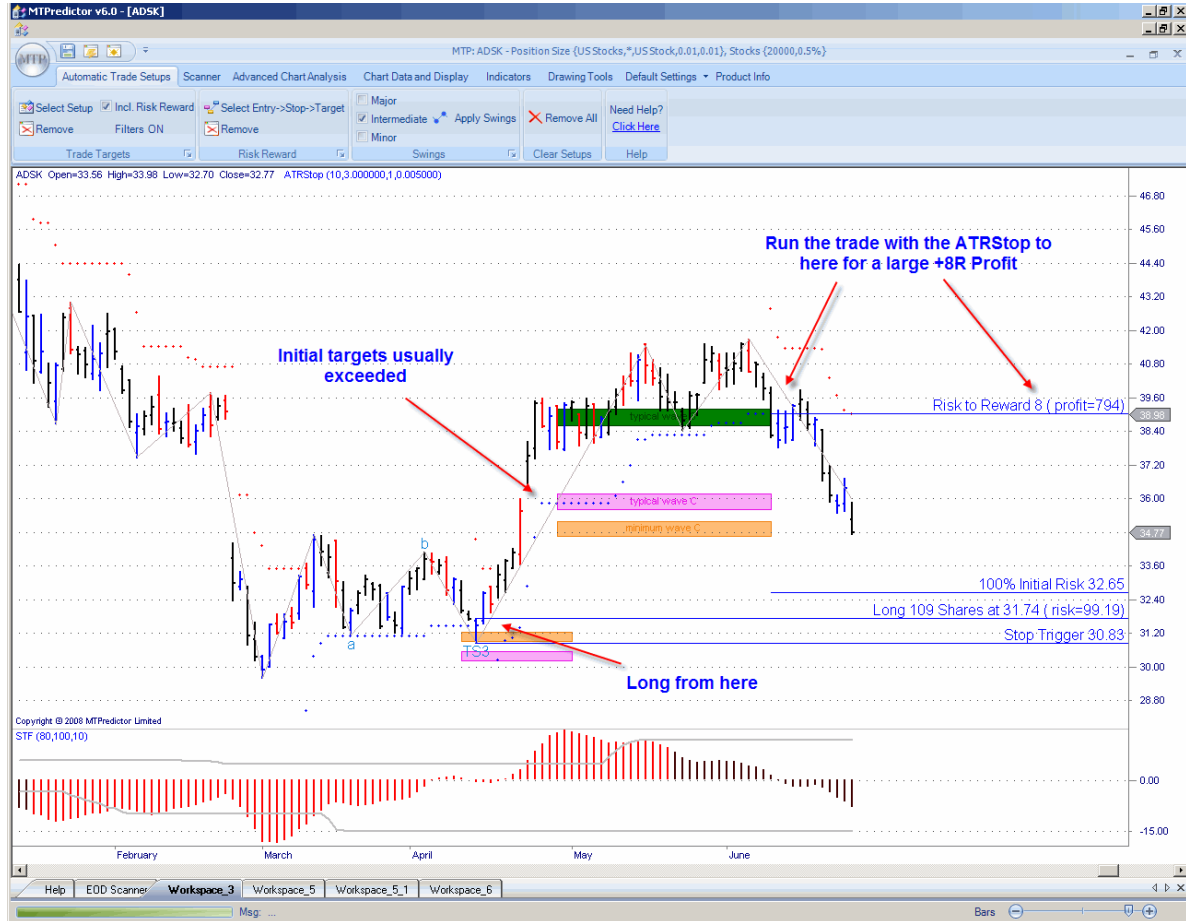 MTPredictor v6.0 - [ADSK]
MTP
MTP: ADSK - Position Size {US Stocks,*,US Stock,0.01,0.01}, Stocks {20000,0.5%}
Automatic Trade Setups Scanner Advanced Chart Analysis Chart Data and Display Indicators Drawing Tools Default Settings Product Info
Select Setup Incl. Risk Reward
Remove Filters ON
Trade Targets
Select Entry->Stop->Target
Remove
Risk Reward
Major
Intermediate Apply Swings
Minor
Swings
Remove All
Clear Setups
Need Help?
Click Here
Help
ADSK Open=33.56 High=33.98 Low=32.70 Close=32.77 ATRStop (10,3.000000,1,0.005000)
46.80
45.60
44.40
43.20
42.00
40.80
39.60
38.98
38.40
37.20
36.00
34.77
33.60
32.40
31.20
30.00
28.80
Run the trade with the ATRStop to
here for a large +8R Profit
Initial targets usually
exceeded
Risk to Reward 8 ( profit=794)
typical wave
typical wave C
minimum wave C
100% Initial Risk 32.65
Long 109 Shares at 31.74 ( risk=99.19)
Stop Trigger 30.83
a
b
TS3
Long from here
Copyright © 2008 MTPredictor Limited
STF (80,100,10)
0.00
-15.00
February March April May June
Help EOD Scanner Workspace_3 Workspace_5 Workspace_5_1 Workspace_6
Msg: ...
Bars